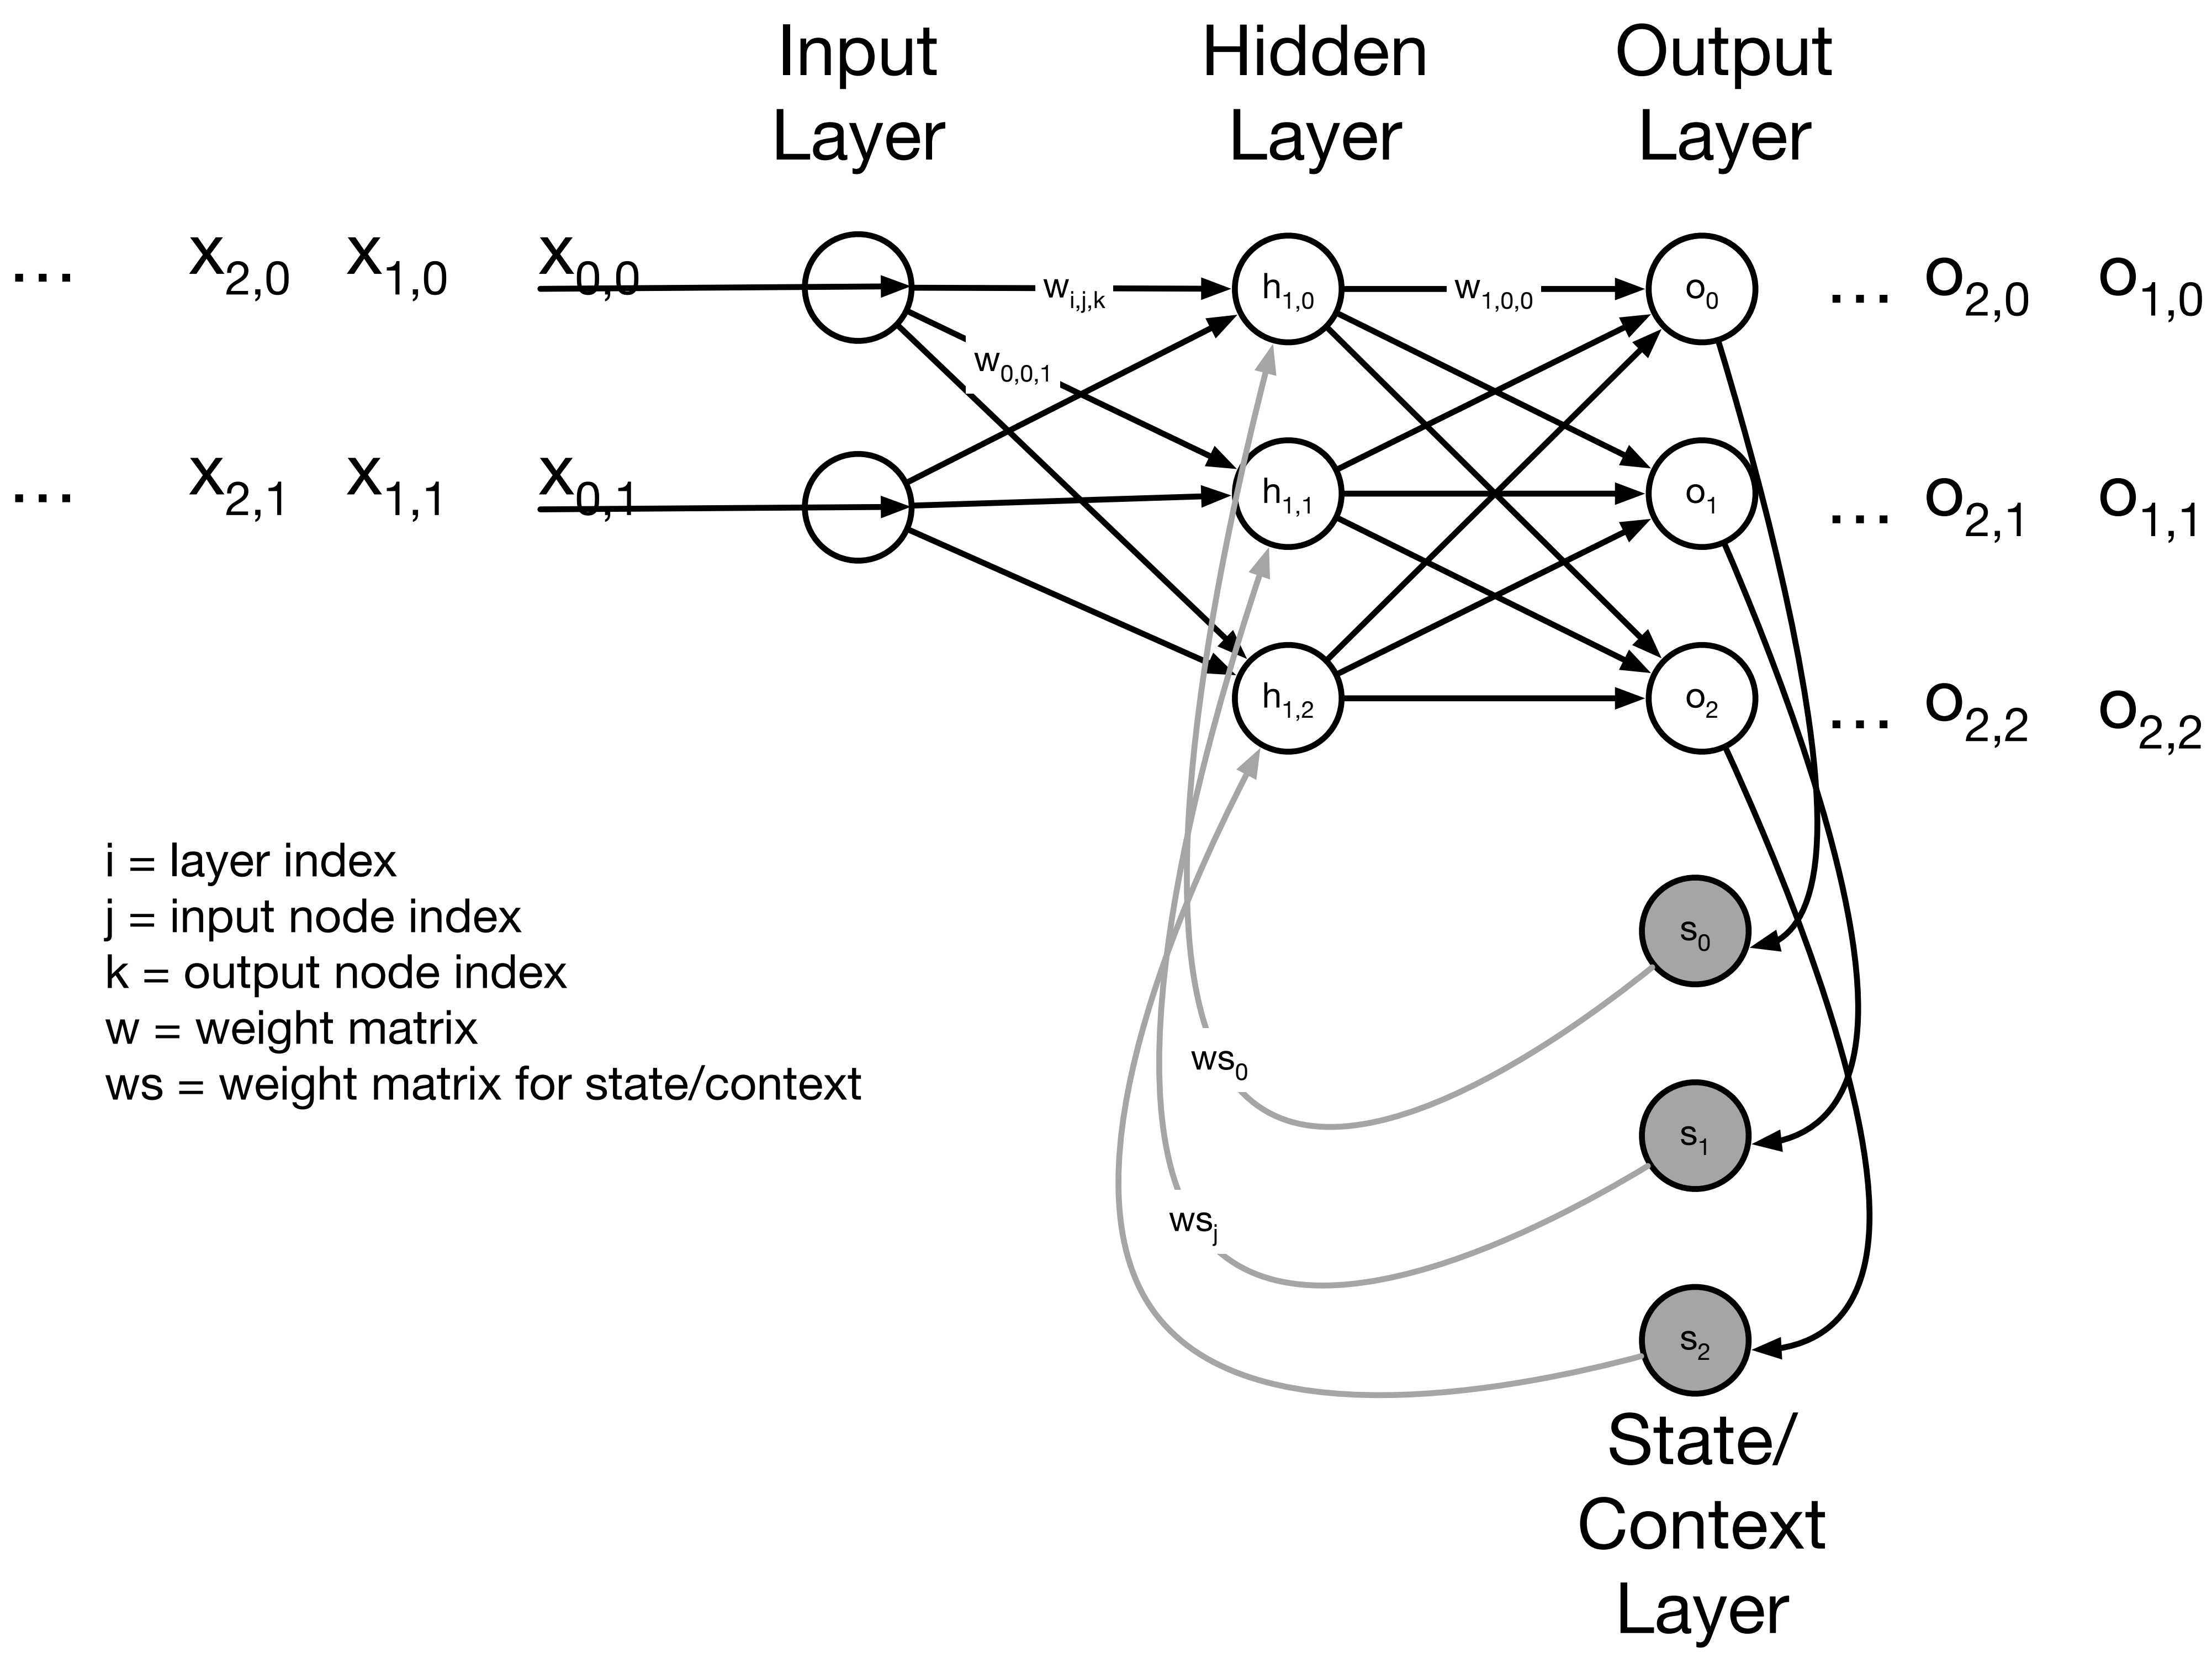 Input Layer
Hidden Layer
Output Layer
... x2,0 x1,0 x0,0
wi,j,k
h1,0
w1,0,0
o0
... o2,0 o1,0
w0,0,1
... x2,1 x1,1 x0,1
h1,1
o1
... o2,1 o1,1
h1,2
o2
... o2,2 o2,2
i = layer index
j = input node index
k = output node index
w = weight matrix
ws = weight matrix for state/context
s0
ws0
s1
wsj
s2
State/
Context
Layer